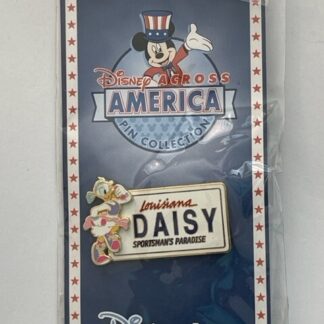 Disney ACROSS
AMERICA
PIN COLLECTION
Louisiana
DAISY
SPORTSMAN'S PARADISE